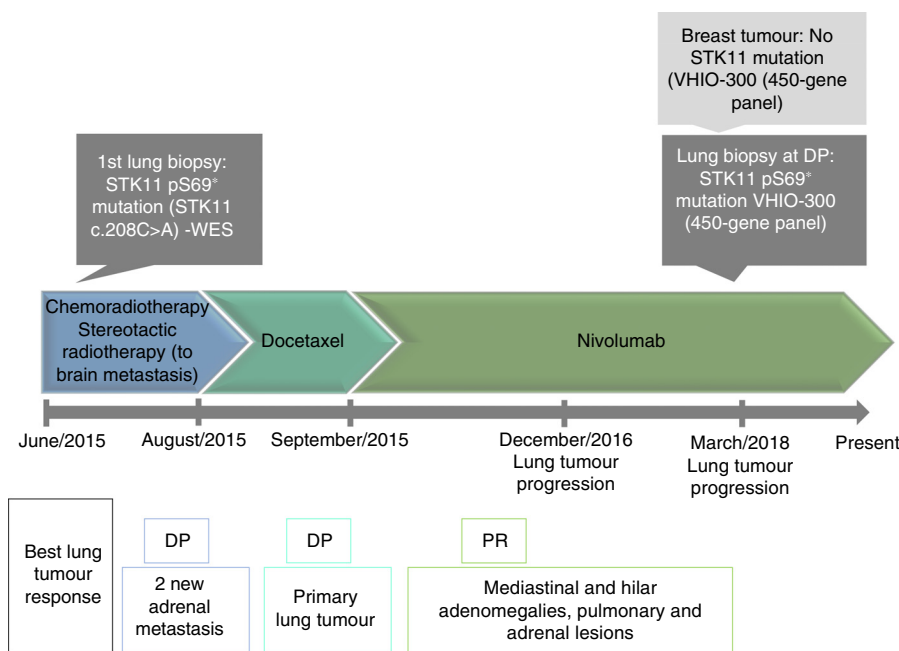 Breast tumour: No
STK11 mutation
(VHIO-300 (450-gene
panel)
1st lung biopsy:
STK11 pS69*
mutation (STK11
c.208C>A) -WES
Lung biopsy at DP:
STK11 pS69*
mutation VHIO-300
(450-gene panel)
Chemoradiotherapy
Stereotactic
radiotherapy (to
brain metastasis)
Docetaxel
Nivolumab
June/2015
August/2015
September/2015
December/2016
Lung tumour
progression
March/2018
Lung tumour
progression
Present
Best lung
tumour
response
DP
2 new
adrenal
metastasis
DP
Primary
lung tumour
PR
Mediastinal and hilar
adenomegalies, pulmonary and
adrenal lesions